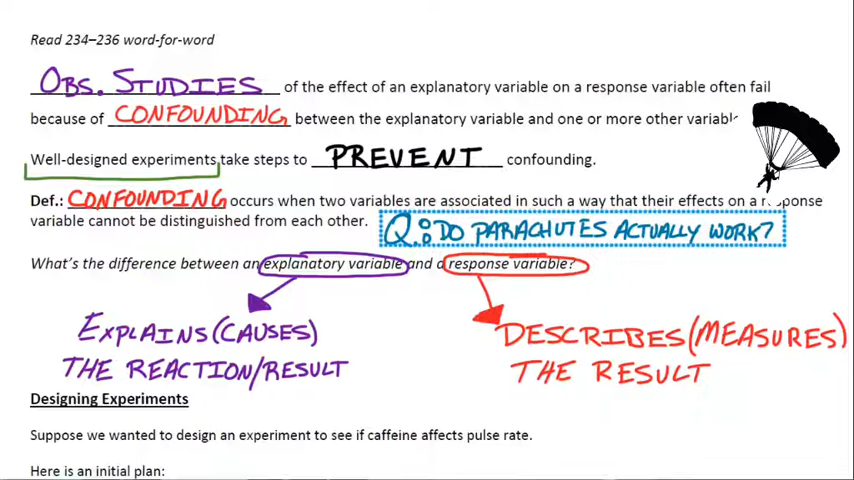 Read 234–236 word-for-word
OBS. STUDIES of the effect of an explanatory variable on a response variable often fail
because of CONFOUNDING between the explanatory variable and one or more other variabl
Well-designed experiments take steps to PREVENT confounding.
Def.: CONFOUNDING occurs when two variables are associated in such a way that their effects on a response
variable cannot be distinguished from each other.
Q: DO PARACHUTES ACTUALLY WORK?
What's the difference between an explanatory variable and a response variable?
EXPLAINS (CAUSES)
THE REACTION/RESULT
DESCRIBES (MEASURES)
THE RESULT
Designing Experiments
Suppose we wanted to design an experiment to see if caffeine affects pulse rate.
Here is an initial plan: